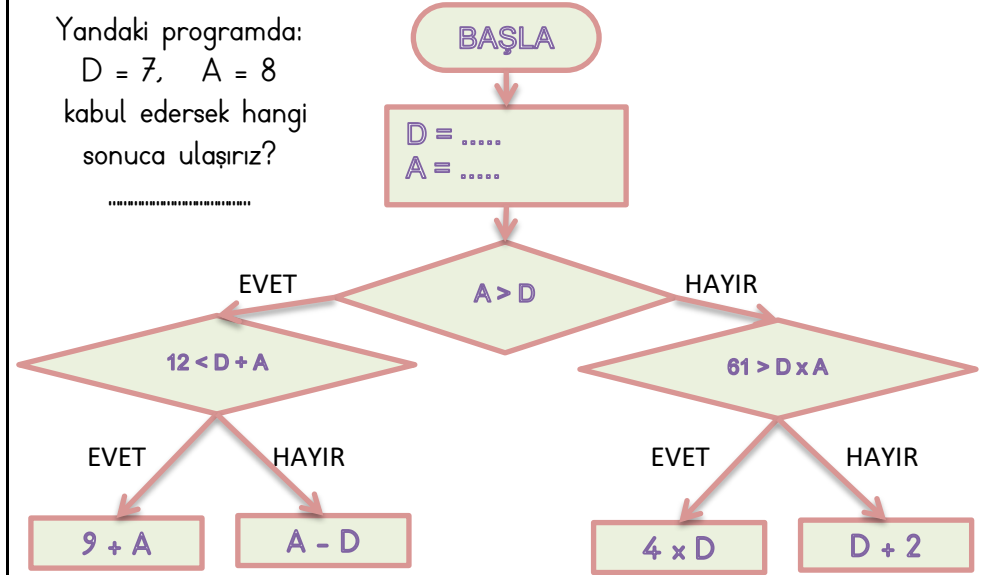 Yandaki programda:
D = 7, A = 8
kabul edersek hangi
sonuca ulaşırız?
.......................................
BAŞLA
D = .....
A = .....
A > D
EVET
HAYIR
12 < D + A
61 > D x A
EVET
HAYIR
EVET
HAYIR
9 + A
A - D
4 x D
D + 2